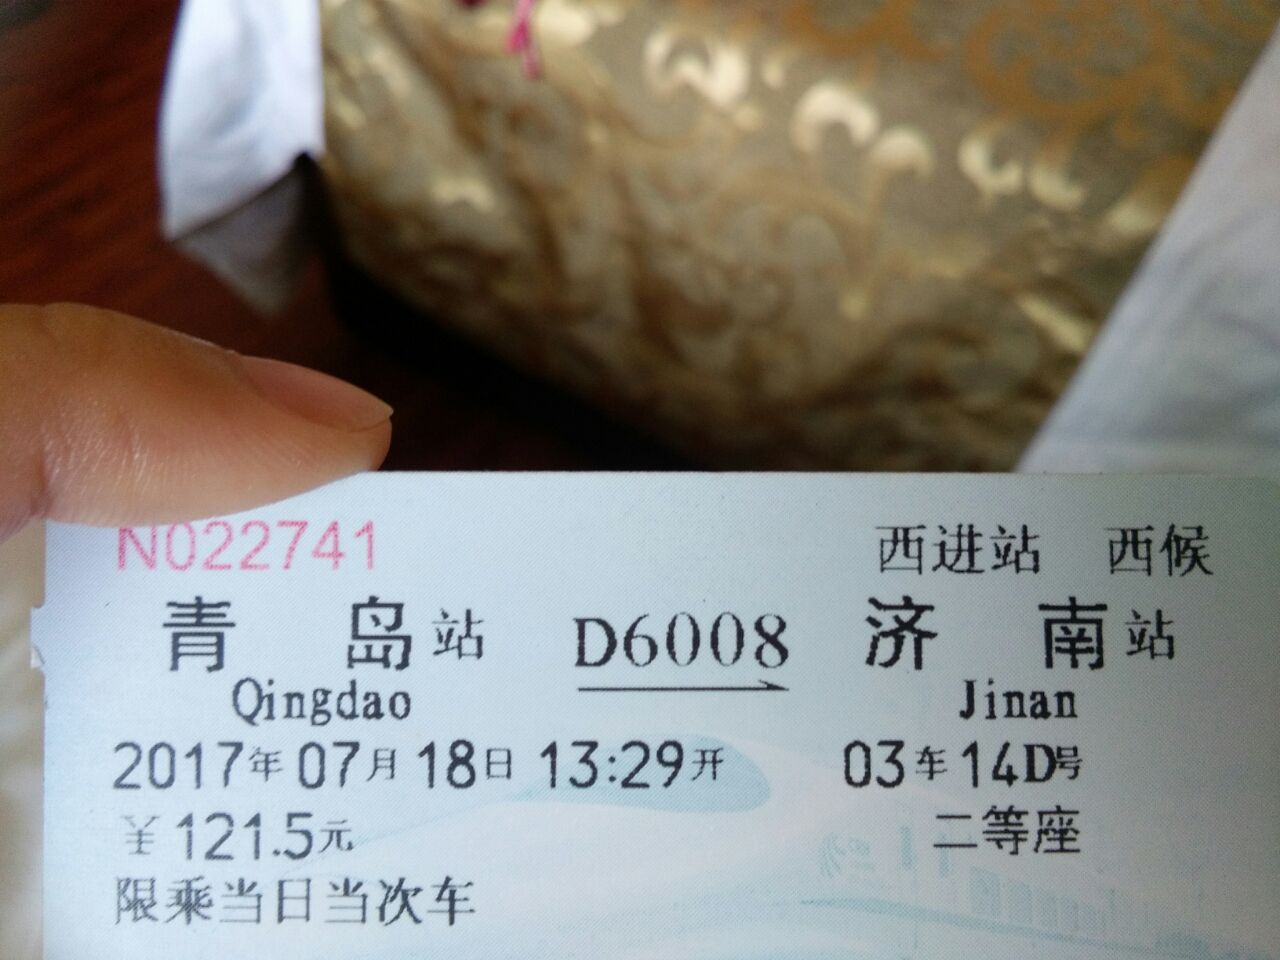 N022741 西进站 西候
青岛站 D6008 济南站
Qingdao Jinan
2017年07月18日13:29开 03车14D号
￥121.5元 二等座
限乘当日当次车